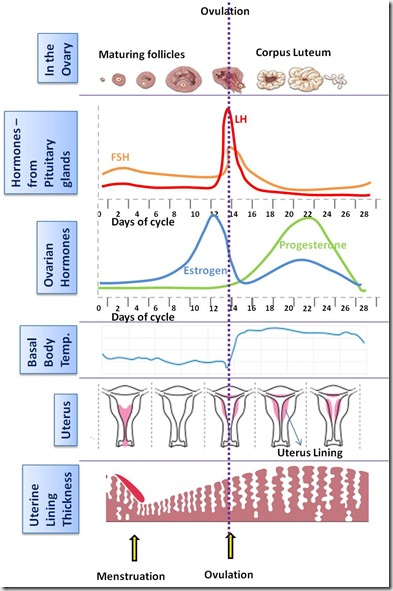 Ovulation
In the
Ovary
Maturing follicles
Corpus Luteum
Hormones –
from
Pituitary
glands
LH
FSH
0 2 4 6 8 10 12 14 16 18 20 22 24 26 28
Days of cycle
Ovarian
Hormones
Estrogen
Progesterone
0 2 4 6 8 10 12 14 16 18 20 22 24 26 28
Days of cycle
Basal
Body
Temp.
Uterus
Uterus Lining
Uterine
Lining
Thickness
Menstruation
Ovulation